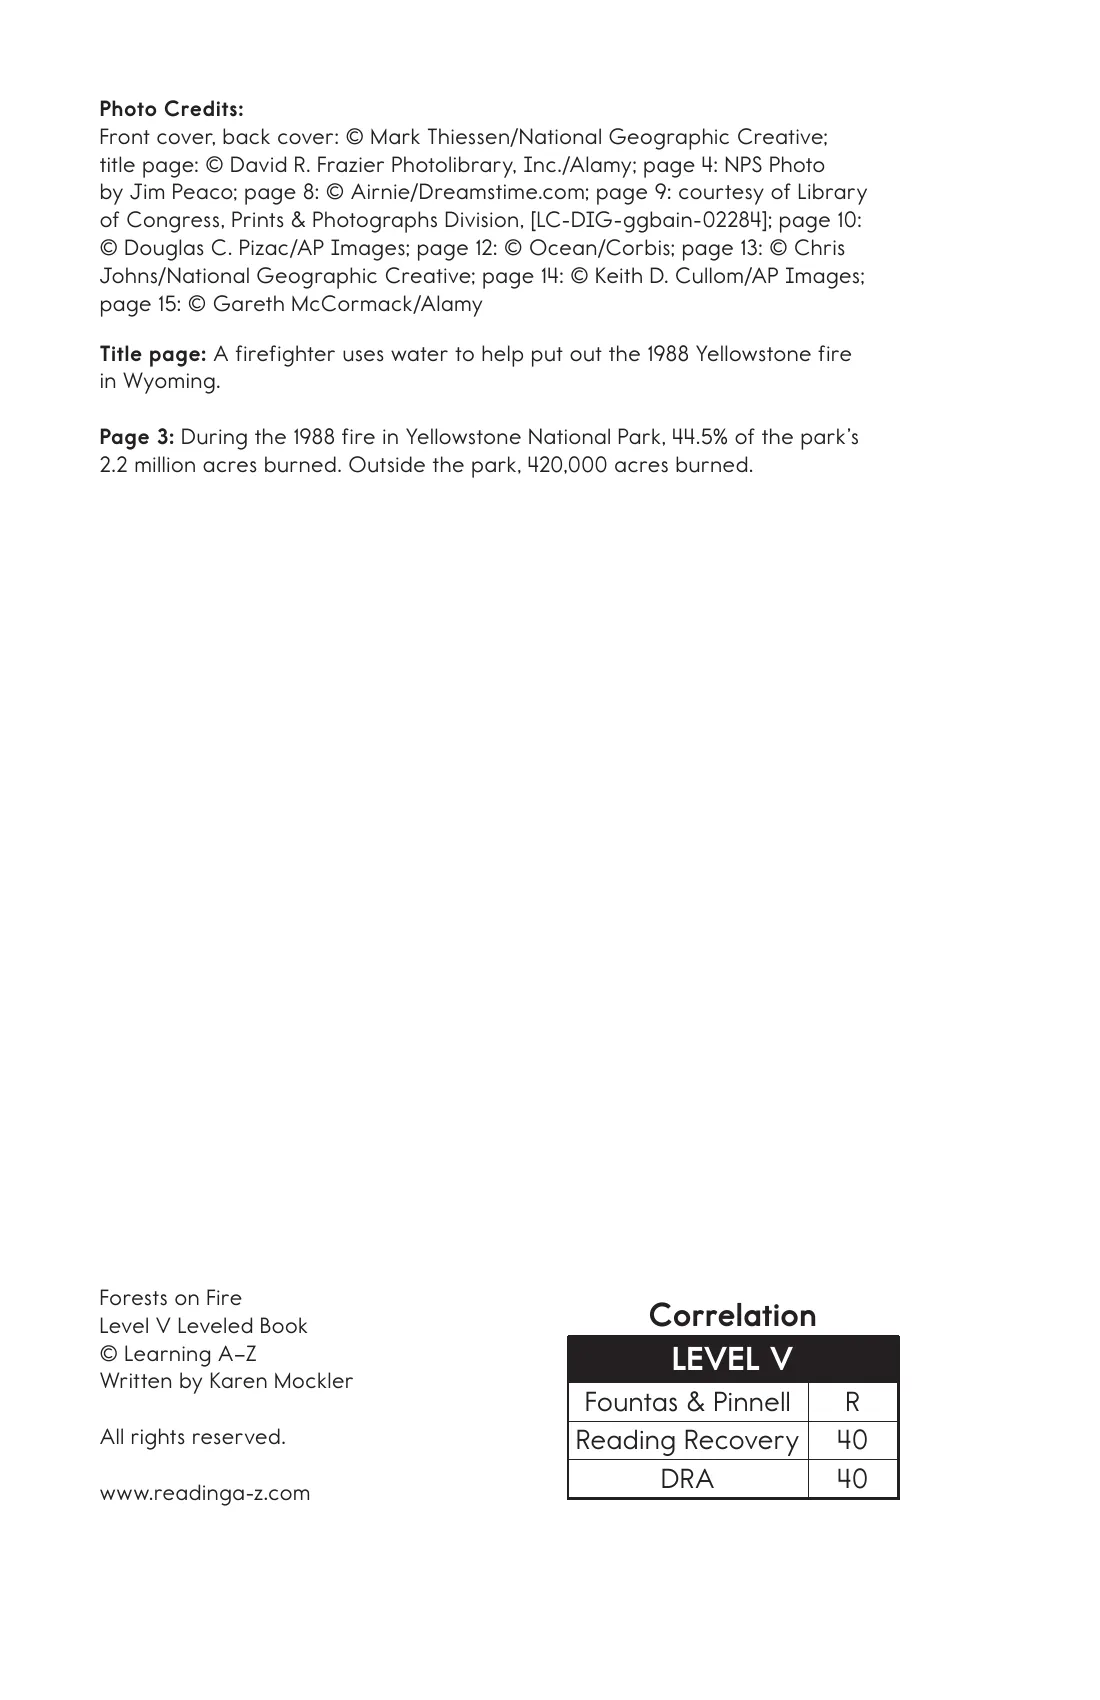 Photo Credits:
Front cover, back cover: © Mark Thiessen/National Geographic Creative;
title page: © David R. Frazier Photolibrary, Inc./Alamy; page 4: NPS Photo
by Jim Peaco; page 8: © Airnie/Dreamstime.com; page 9: courtesy of Library
of Congress, Prints & Photographs Division, [LC-DIG-ggbain-02284]; page 10:
© Douglas C. Pizac/AP Images; page 12: © Ocean/Corbis; page 13: © Chris
Johns/National Geographic Creative; page 14: © Keith D. Cullom/AP Images;
page 15: © Gareth McCormack/Alamy
Title page: A firefighter uses water to help put out the 1988 Yellowstone fire
in Wyoming.
Page 3: During the 1988 fire in Yellowstone National Park, 44.5% of the park's
2.2 million acres burned. Outside the park, 420,000 acres burned.
Forests on Fire
Level V Leveled Book
© Learning A–Z
Written by Karen Mockler
All rights reserved.
www.readinga-z.com
Correlation
LEVEL V
Fountas & Pinnell R
Reading Recovery 40
DRA 40